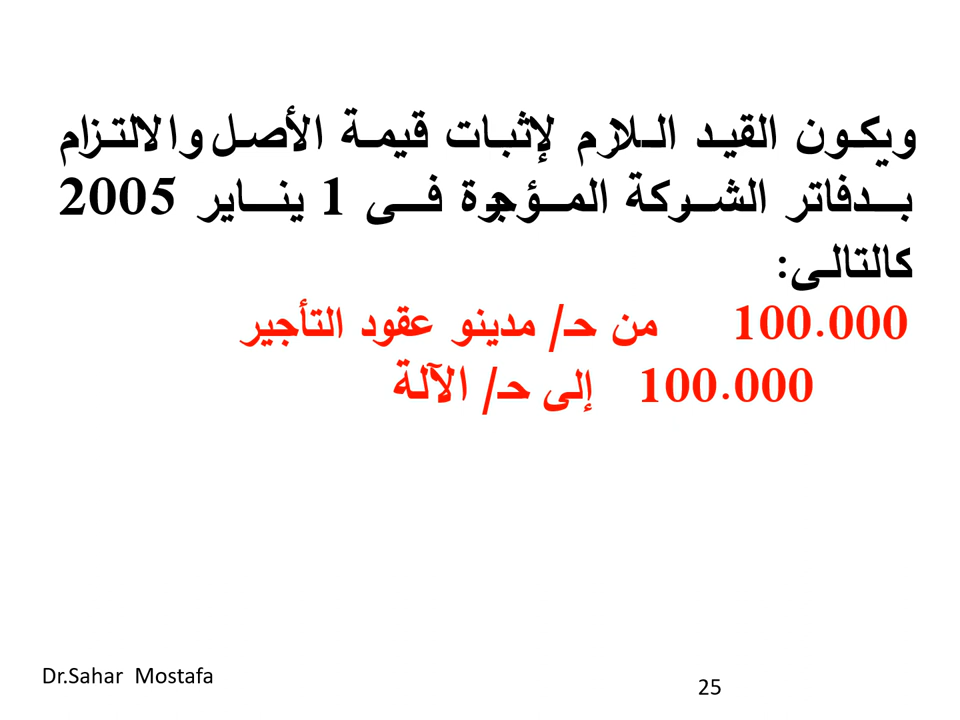 ويكون القيد اللازم لإثبات قيمة الأصل والالتزام
بدفاتر الشركة المؤجرة فى 1 يناير 2005
كالتالى:
100.000 من حـ/ مدينو عقود التأجير
100.000 إلى حـ/ الآلة
Dr.Sahar Mostafa
25